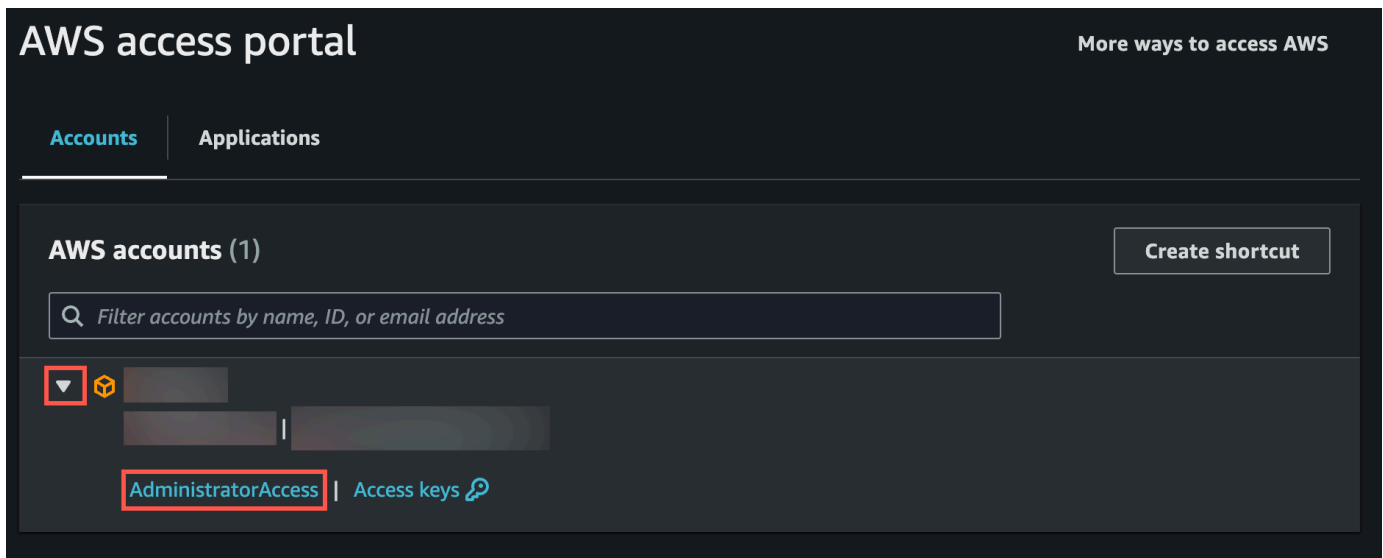 AWS access portal
More ways to access AWS
Accounts
Applications
AWS accounts (1)
Create shortcut
Filter accounts by name, ID, or email address
|
AdministratorAccess | Access keys